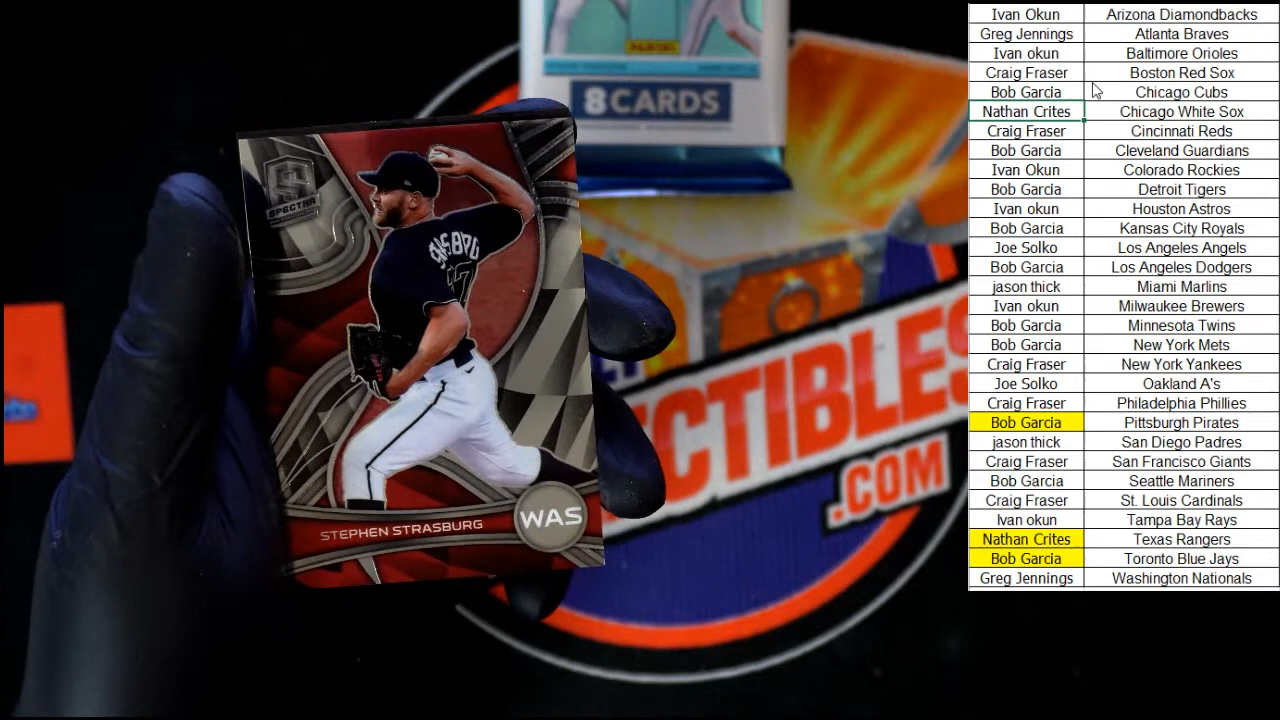 8 CARDS
SPECTRA
STRASBURG
STEPHEN STRASBURG
WAS
ECTIBLES
.COM
Ivan Okun Arizona Diamondbacks
Greg Jennings Atlanta Braves
Ivan okun Baltimore Orioles
Craig Fraser Boston Red Sox
Bob Garcia Chicago Cubs
Nathan Crites Chicago White Sox
Craig Fraser Cincinnati Reds
Bob Garcia Cleveland Guardians
Ivan Okun Colorado Rockies
Bob Garcia Detroit Tigers
Ivan okun Houston Astros
Bob Garcia Kansas City Royals
Joe Solko Los Angeles Angels
Bob Garcia Los Angeles Dodgers
jason thick Miami Marlins
Ivan okun Milwaukee Brewers
Bob Garcia Minnesota Twins
Bob Garcia New York Mets
Craig Fraser New York Yankees
Joe Solko Oakland A's
Craig Fraser Philadelphia Phillies
Bob Garcia Pittsburgh Pirates
jason thick San Diego Padres
Craig Fraser San Francisco Giants
Bob Garcia Seattle Mariners
Craig Fraser St. Louis Cardinals
Ivan okun Tampa Bay Rays
Nathan Crites Texas Rangers
Bob Garcia Toronto Blue Jays
Greg Jennings Washington Nationals